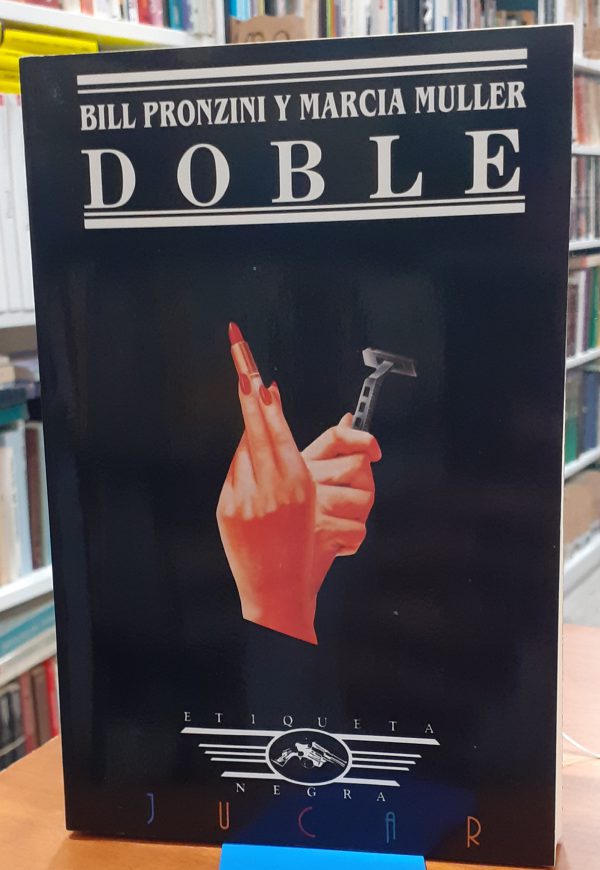 BILL PRONZINI Y MARCIA MULLER
DOBLE
ETIQUETA
NEGRA
JUCAR